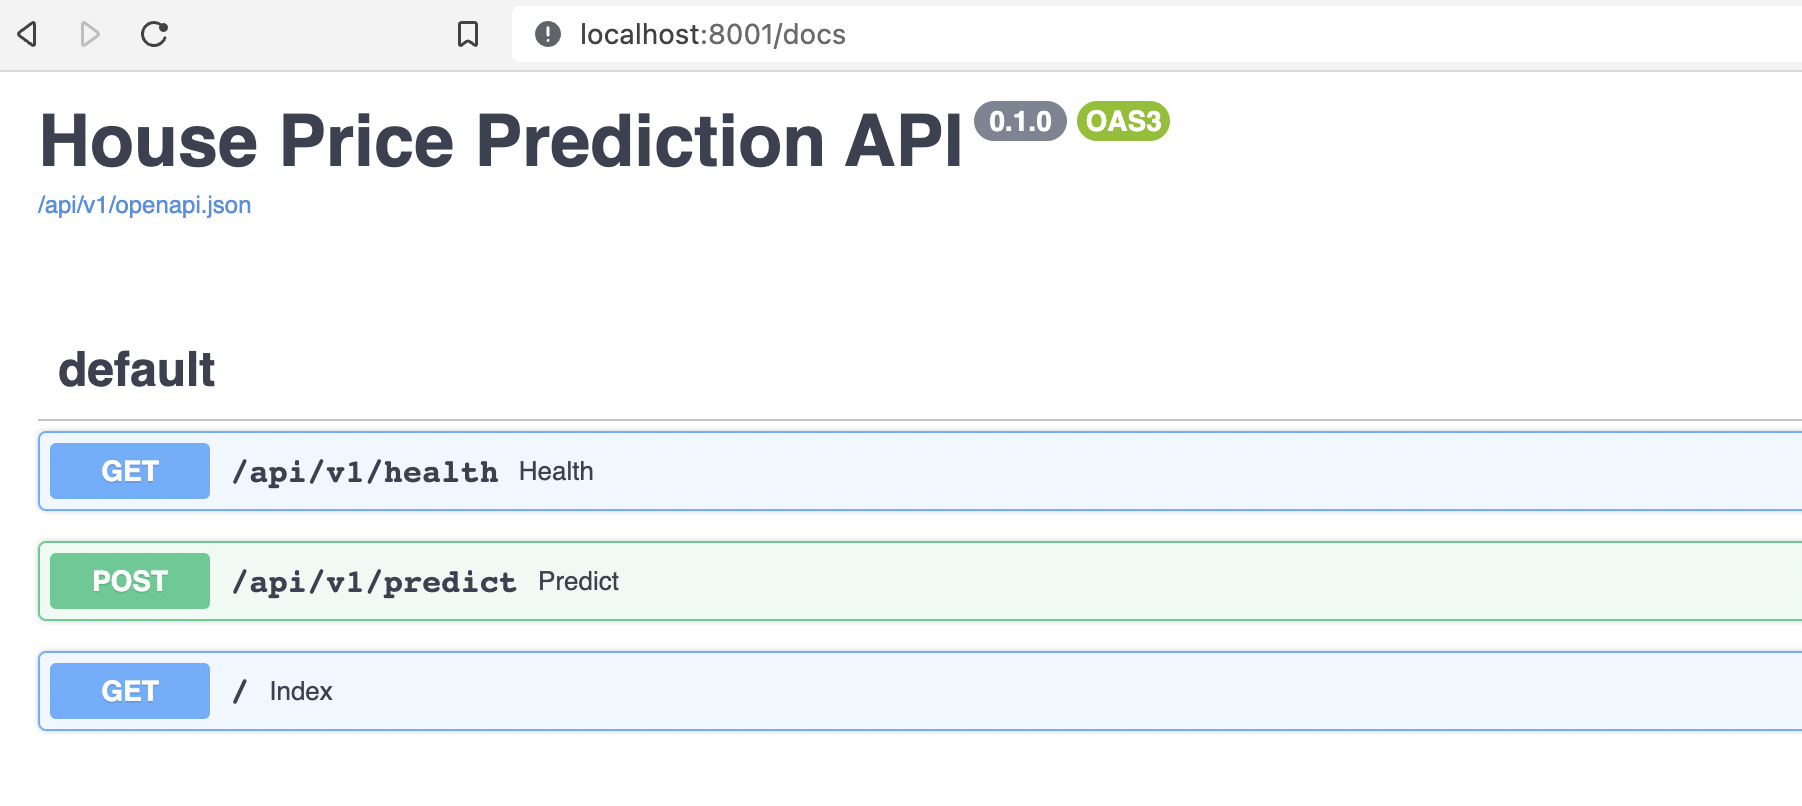 localhost:8001/docs
House Price Prediction API 0.1.0 OAS3
/api/v1/openapi.json
default
GET /api/v1/health Health
POST /api/v1/predict Predict
GET / Index